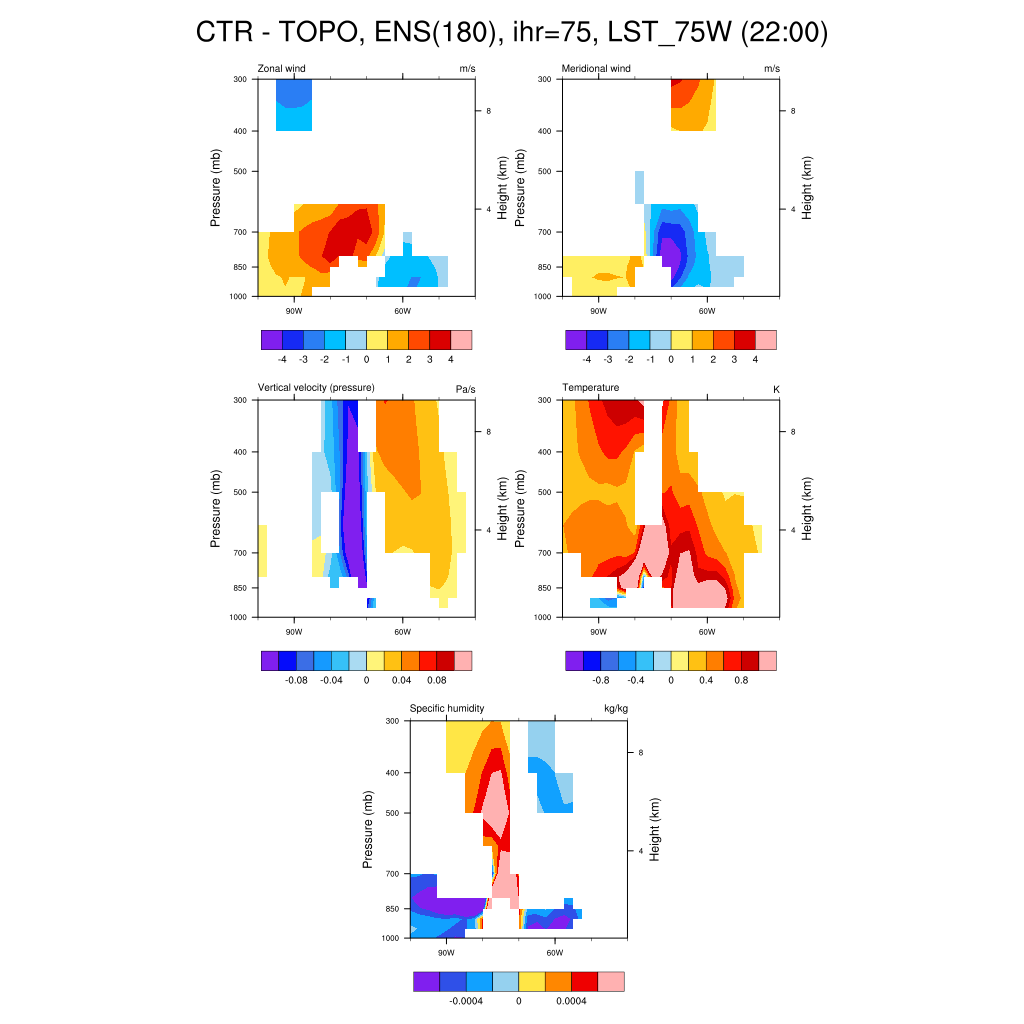 CTR - TOPO, ENS(180), ihr=75, LST_75W (22:00)
Zonal wind m/s
Pressure (mb)
300
400
500
700
850
1000
90W 60W
8
4
Height (km)
-4 -3 -2 -1 0 1 2 3 4
Meridional wind m/s
Pressure (mb)
300
400
500
700
850
1000
90W 60W
8
4
Height (km)
-4 -3 -2 -1 0 1 2 3 4
Vertical velocity (pressure) Pa/s
Pressure (mb)
300
400
500
700
850
1000
90W 60W
8
4
Height (km)
-0.08 -0.04 0 0.04 0.08
Temperature K
Pressure (mb)
300
400
500
700
850
1000
90W 60W
8
4
Height (km)
-0.8 -0.4 0 0.4 0.8
Specific humidity kg/kg
Pressure (mb)
300
400
500
700
850
1000
90W 60W
8
4
Height (km)
-0.0004 0 0.0004